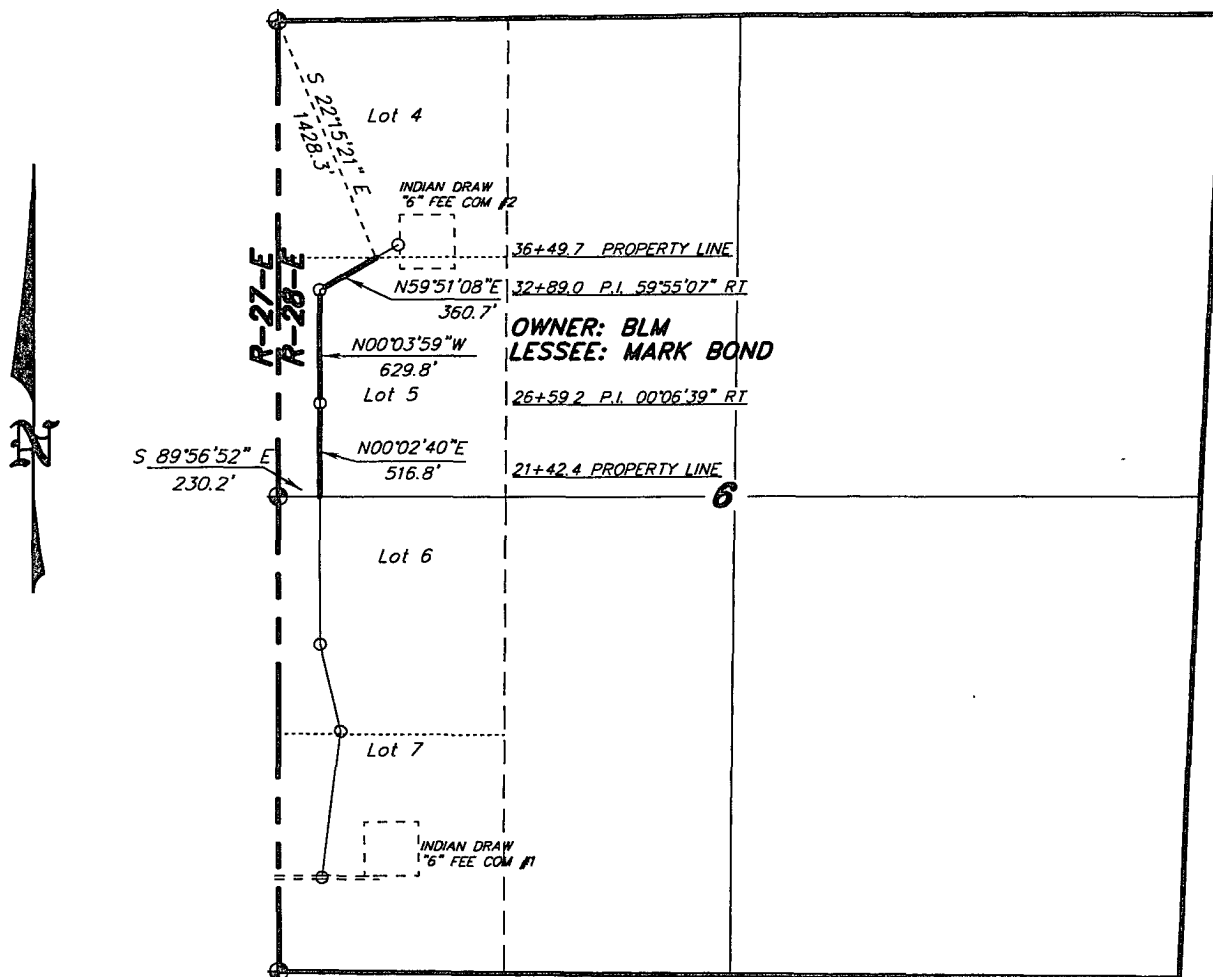 S 22°15'21" E
1428.3'
Lot 4
INDIAN DRAW
"6" FEE COM #2
R-27-E
R-28-E
36+49.7 PROPERTY LINE
N59°51'08"E
360.7'
32+89.0 P.I. 59°55'07" RT
OWNER: BLM
LESSEE: MARK BOND
N00°03'59"W
629.8'
Lot 5
26+59.2 P.I. 00°06'39" RT
N00°02'40"E
516.8'
S 89°56'52" E
230.2'
21+42.4 PROPERTY LINE
6
N
Lot 6
Lot 7
INDIAN DRAW
"6" FEE COM #1